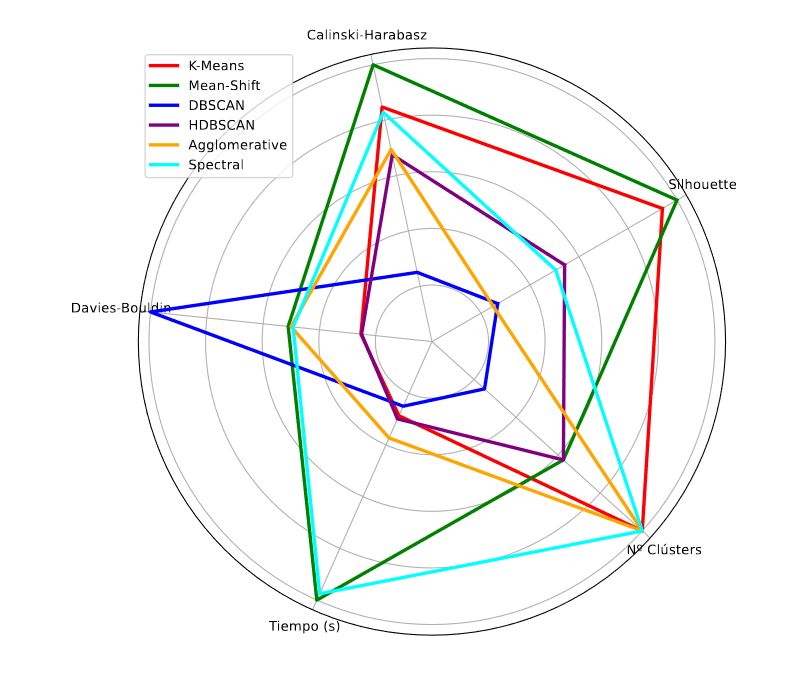 Calinski-Harabasz
K-Means
Mean-Shift
DBSCAN
HDBSCAN
Agglomerative
Spectral
Silhouette
Davies-Bouldin
Nº Clústers
Tiempo (s)